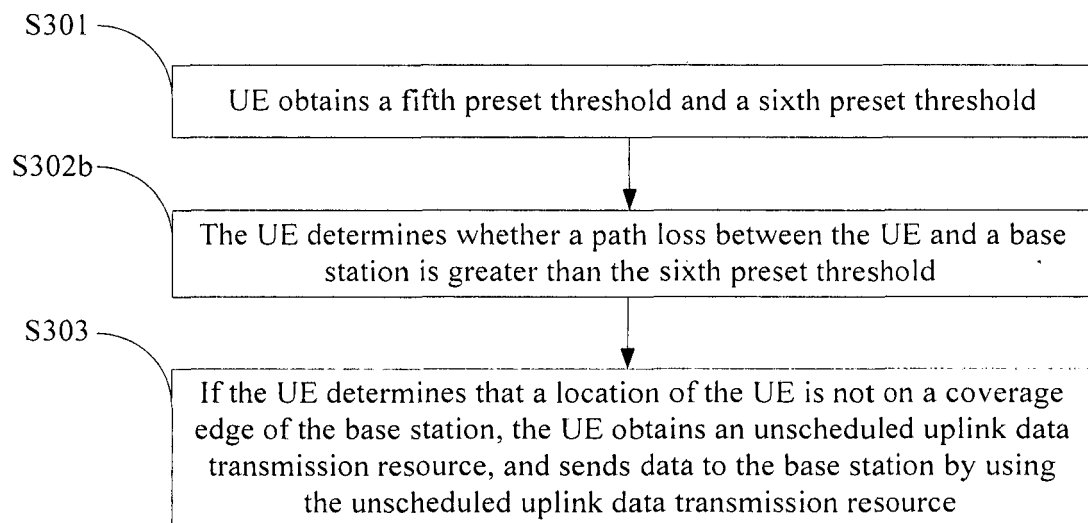 S301
UE obtains a fifth preset threshold and a sixth preset threshold
S302b
The UE determines whether a path loss between the UE and a base
station is greater than the sixth preset threshold
S303
If the UE determines that a location of the UE is not on a coverage
edge of the base station, the UE obtains an unscheduled uplink data
transmission resource, and sends data to the base station by using
the unscheduled uplink data transmission resource